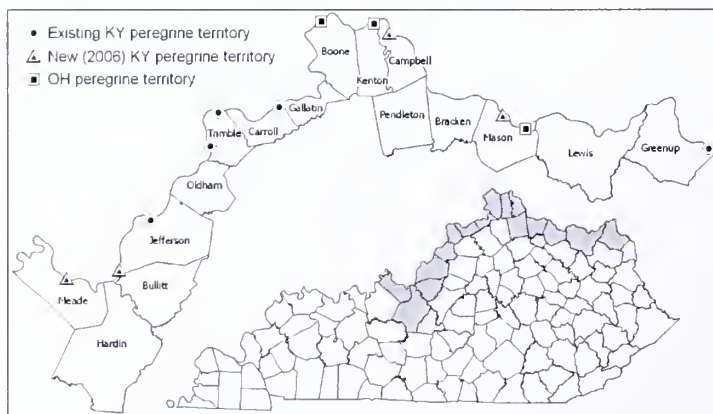 Existing KY peregrine territory
New (2006) KY peregrine territory
OH peregrine territory
Boone
Campbell
Kenton
Gallatin
Carroll
Trimble
Pendleton
Bracken
Mason
Lewis
Greenup
Oldham
Jefferson
Bullitt
Meade
Hardin